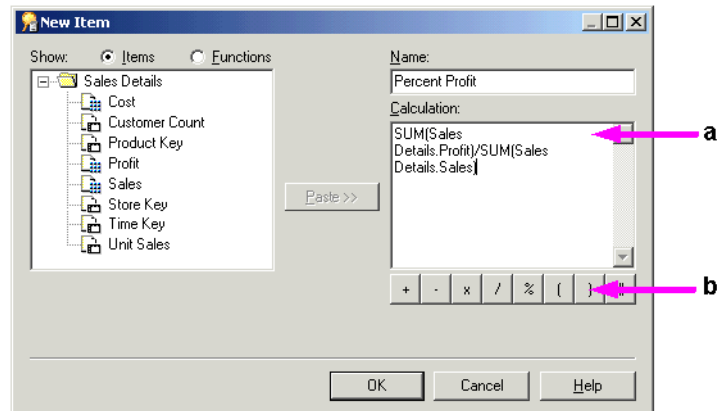 New Item
Show: Items Functions
Sales Details
Cost
Customer Count
Product Key
Profit
Sales
Store Key
Time Key
Unit Sales
Paste >>
Name:
Percent Profit
Calculation:
SUM(Sales
Details.Profit)/SUM(Sales
Details.Sales)
+ - x / % ( ) ||
OK Cancel Help
a
b